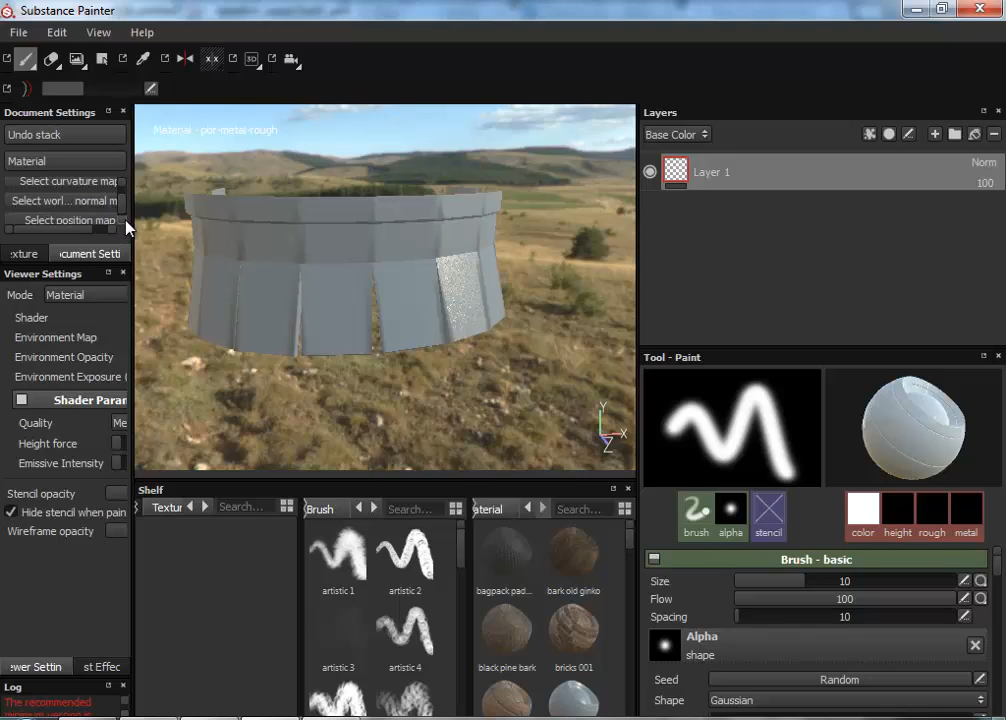 Substance Painter
File Edit View Help
3D
Document Settings
Undo stack
Material
Select curvature map
Select worl... normal m
Select position map
exture ocument Setti
Viewer Settings
Mode Material
Shader
Environment Map
Environment Opacity
Environment Exposure (
Shader Paran
Quality Me
Height force
Emissive Intensity
Stencil opacity
Hide stencil when pain
Wireframe opacity
ewer Settin st Effec
Log
The recommended
minimum version is
Material - pbr-metal-rough
Y
X
Z
Shelf
Textur Search...
Brush Search...
aterial Search...
artistic 1 artistic 2
artistic 3 artistic 4
bagpack pad... bark old ginko
black pine bark bricks 001
Layers
Base Color
Layer 1
Norm
100
Tool - Paint
brush alpha stencil
color height rough metal
Brush - basic
Size 10
Flow 100
Spacing 10
Alpha
shape
Seed Random
Shape Gaussian